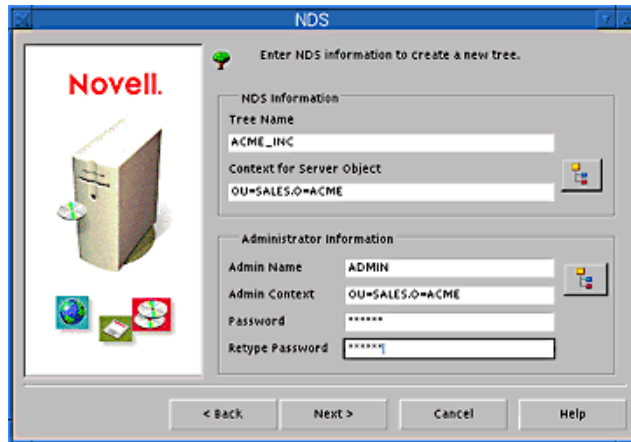 NDS
Novell.
Enter NDS information to create a new tree.
NDS Information
Tree Name
ACME_INC
Context for Server Object
OU=SALES.O=ACME
Administrator Information
Admin Name ADMIN
Admin Context OU=SALES.O=ACME
Password ******
Retype Password ******
< Back Next > Cancel Help